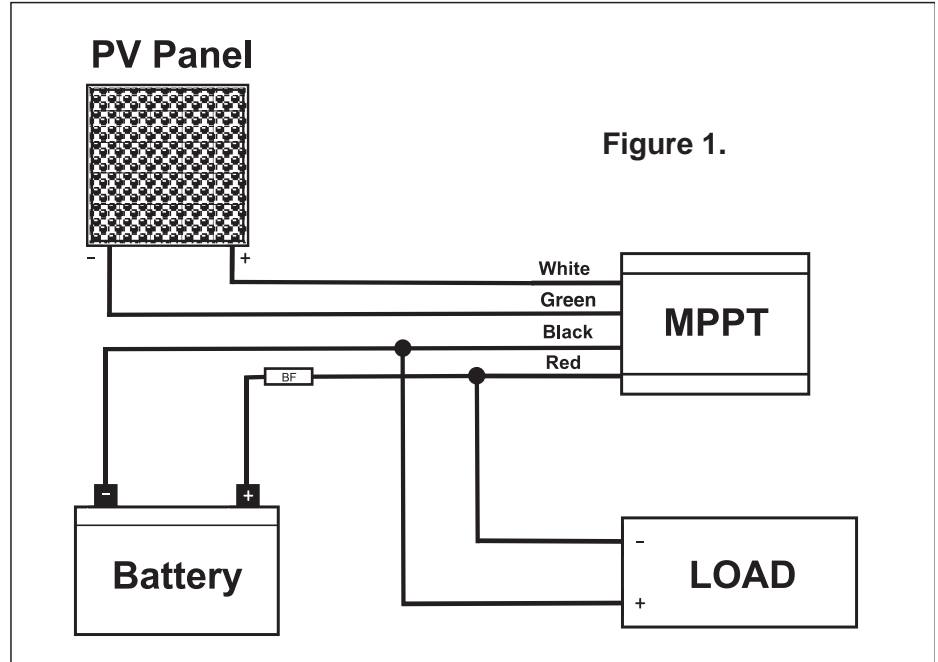 PV Panel
Figure 1.
- +
White
Green
MPPT
Black
Red
BF
- +
Battery
-
LOAD
+